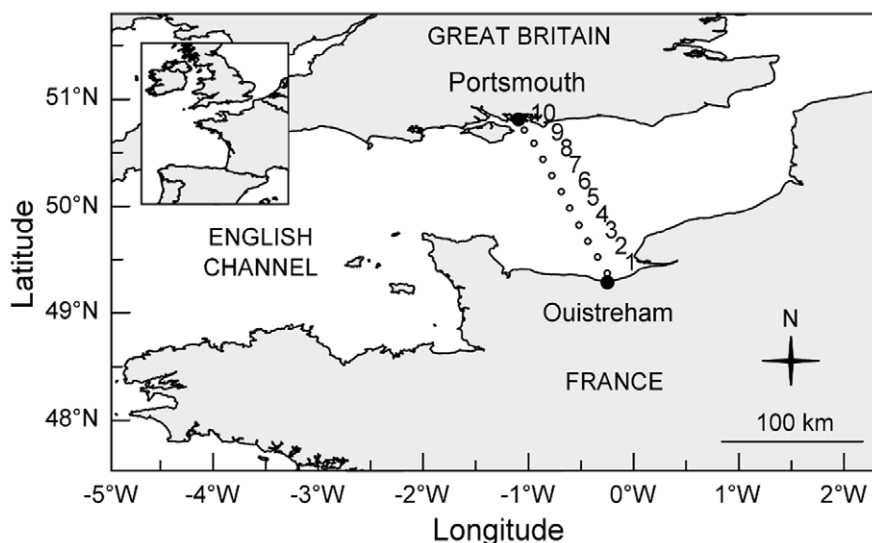 GREAT BRITAIN
Portsmouth
10
9
8
7
6
5
4
3
2
1
ENGLISH
CHANNEL
Ouistreham
FRANCE
N
100 km
Latitude
51°N
50°N
49°N
48°N
-5°W -4°W -3°W -2°W -1°W 0°W 1°W 2°W
Longitude